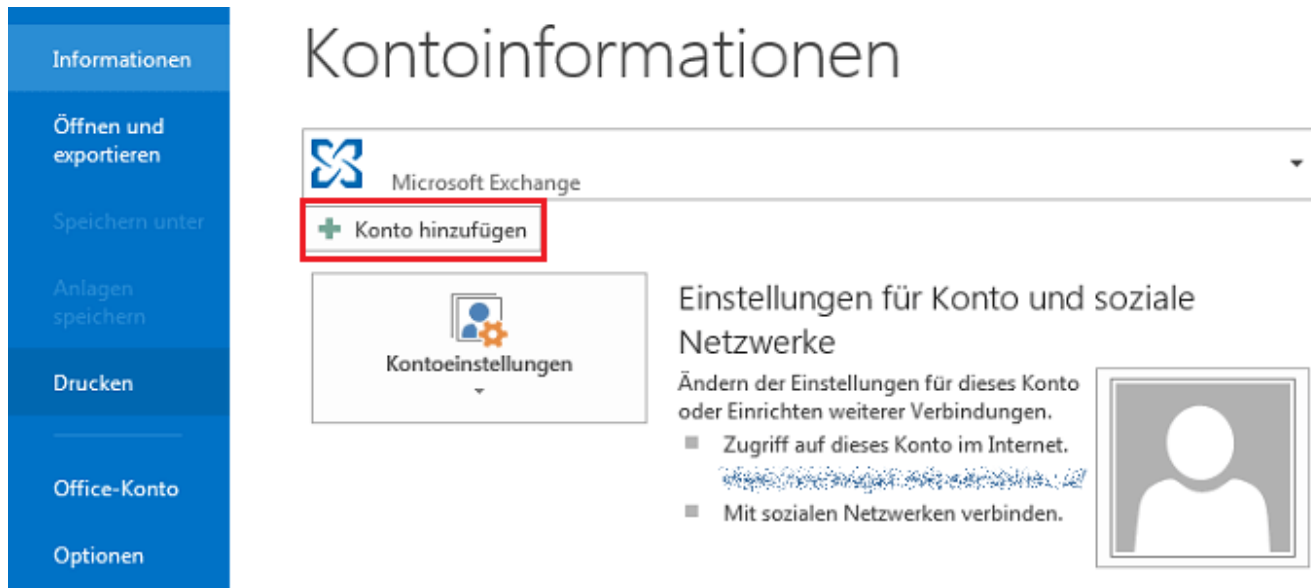 Informationen
Öffnen und
exportieren
Speichern unter
Anlagen
speichern
Drucken
Office-Konto
Optionen
Kontoinformationen
Microsoft Exchange
Konto hinzufügen
Kontoeinstellungen
Einstellungen für Konto und soziale
Netzwerke
Ändern der Einstellungen für dieses Konto
oder Einrichten weiterer Verbindungen.
Zugriff auf dieses Konto im Internet.
Mit sozialen Netzwerken verbinden.